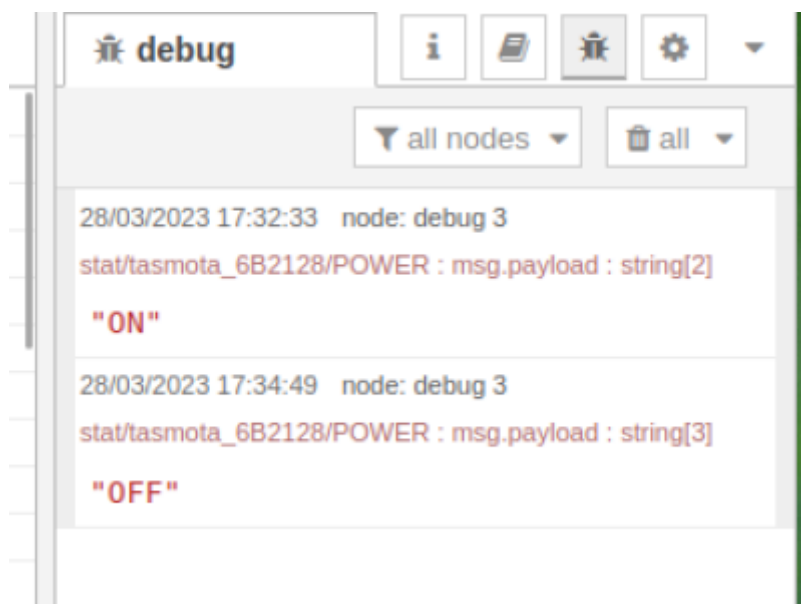 debug
i
all nodes
all
28/03/2023 17:32:33 node: debug 3
stat/tasmota_6B2128/POWER : msg.payload : string[2]
"ON"
28/03/2023 17:34:49 node: debug 3
stat/tasmota_6B2128/POWER : msg.payload : string[3]
"OFF"